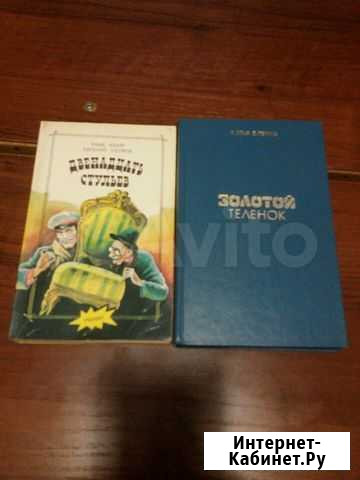 ДВЕНАДЦАТЬ
СТУЛЬЕВ
ЗОЛОТОЙ
ТЕЛЕНОК
Avito
Интернет-
Кабинет.Ру